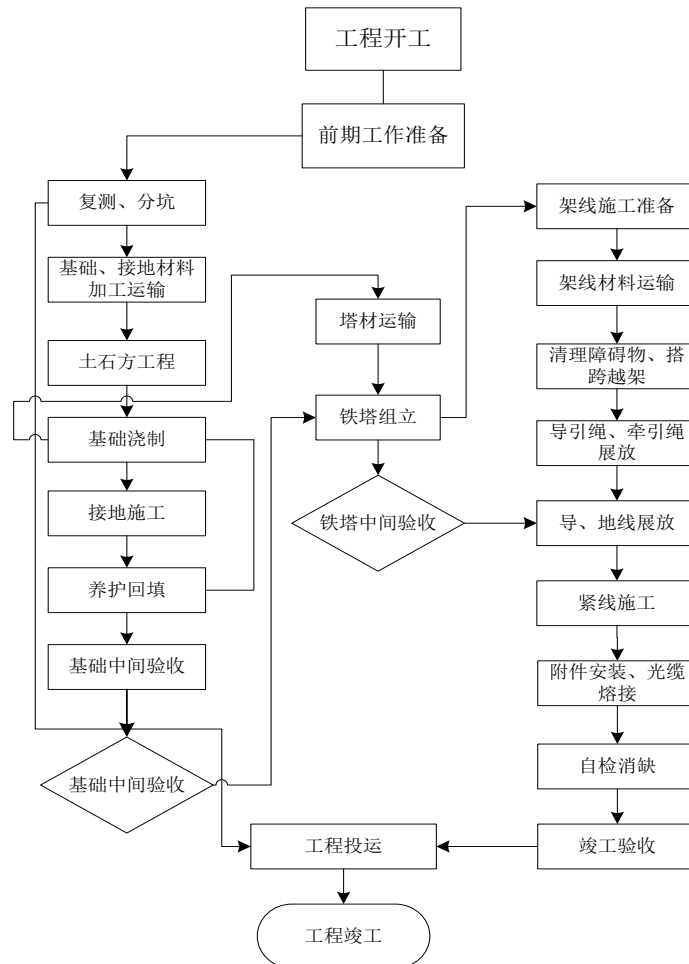 工程开工
前期工作准备
复测、分坑
基础、接地材料
加工运输
土石方工程
基础浇制
接地施工
养护回填
基础中间验收
基础中间验收
塔材运输
铁塔组立
铁塔中间验收
架线施工准备
架线材料运输
清理障碍物、搭
跨越架
导引绳、牵引绳
展放
导、地线展放
紧线施工
附件安装、光缆
熔接
自检消缺
竣工验收
工程投运
工程竣工